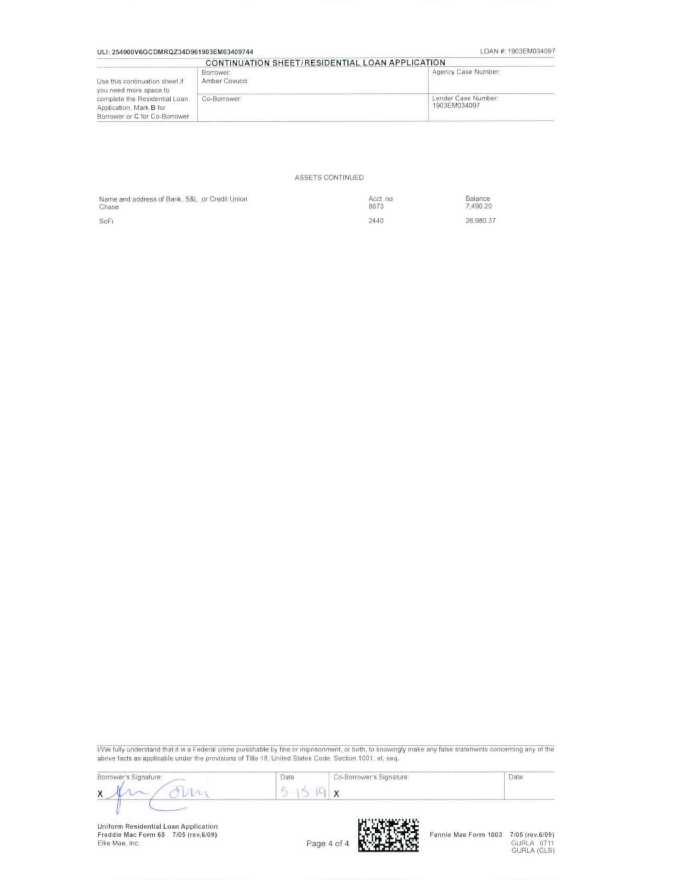 ULI: 254900V6GCDMRQZ34D961903EM03409744
LOAN #: 1903EM034097
CONTINUATION SHEET/RESIDENTIAL LOAN APPLICATION
Use this continuation sheet if
you need more space to
complete the Residential Loan
Application. Mark B for
Borrower or C for Co-Borrower.
Borrower:
Amber Covucci
Agency Case Number:
Co-Borrower:
Lender Case Number:
1903EM034097
ASSETS CONTINUED
Name and address of Bank, S&L, or Credit Union
Acct. no.
Balance
Chase
8673
7,490.20
SoFi
2440
26,980.37
I/We fully understand that it is a Federal crime punishable by fine or imprisonment, or both, to knowingly make any false statements concerning any of the
above facts as applicable under the provisions of Title 18, United States Code, Section 1001, et. seq.
Borrower's Signature:
Date
Co-Borrower's Signature:
Date
X
5 15 19
X
Uniform Residential Loan Application
Freddie Mac Form 65 7/05 (rev.6/09)
Fannie Mae Form 1003 7/05 (rev.6/09)
Ellie Mae, Inc.
Page 4 of 4
GURLA 0711
GURLA (CLS)